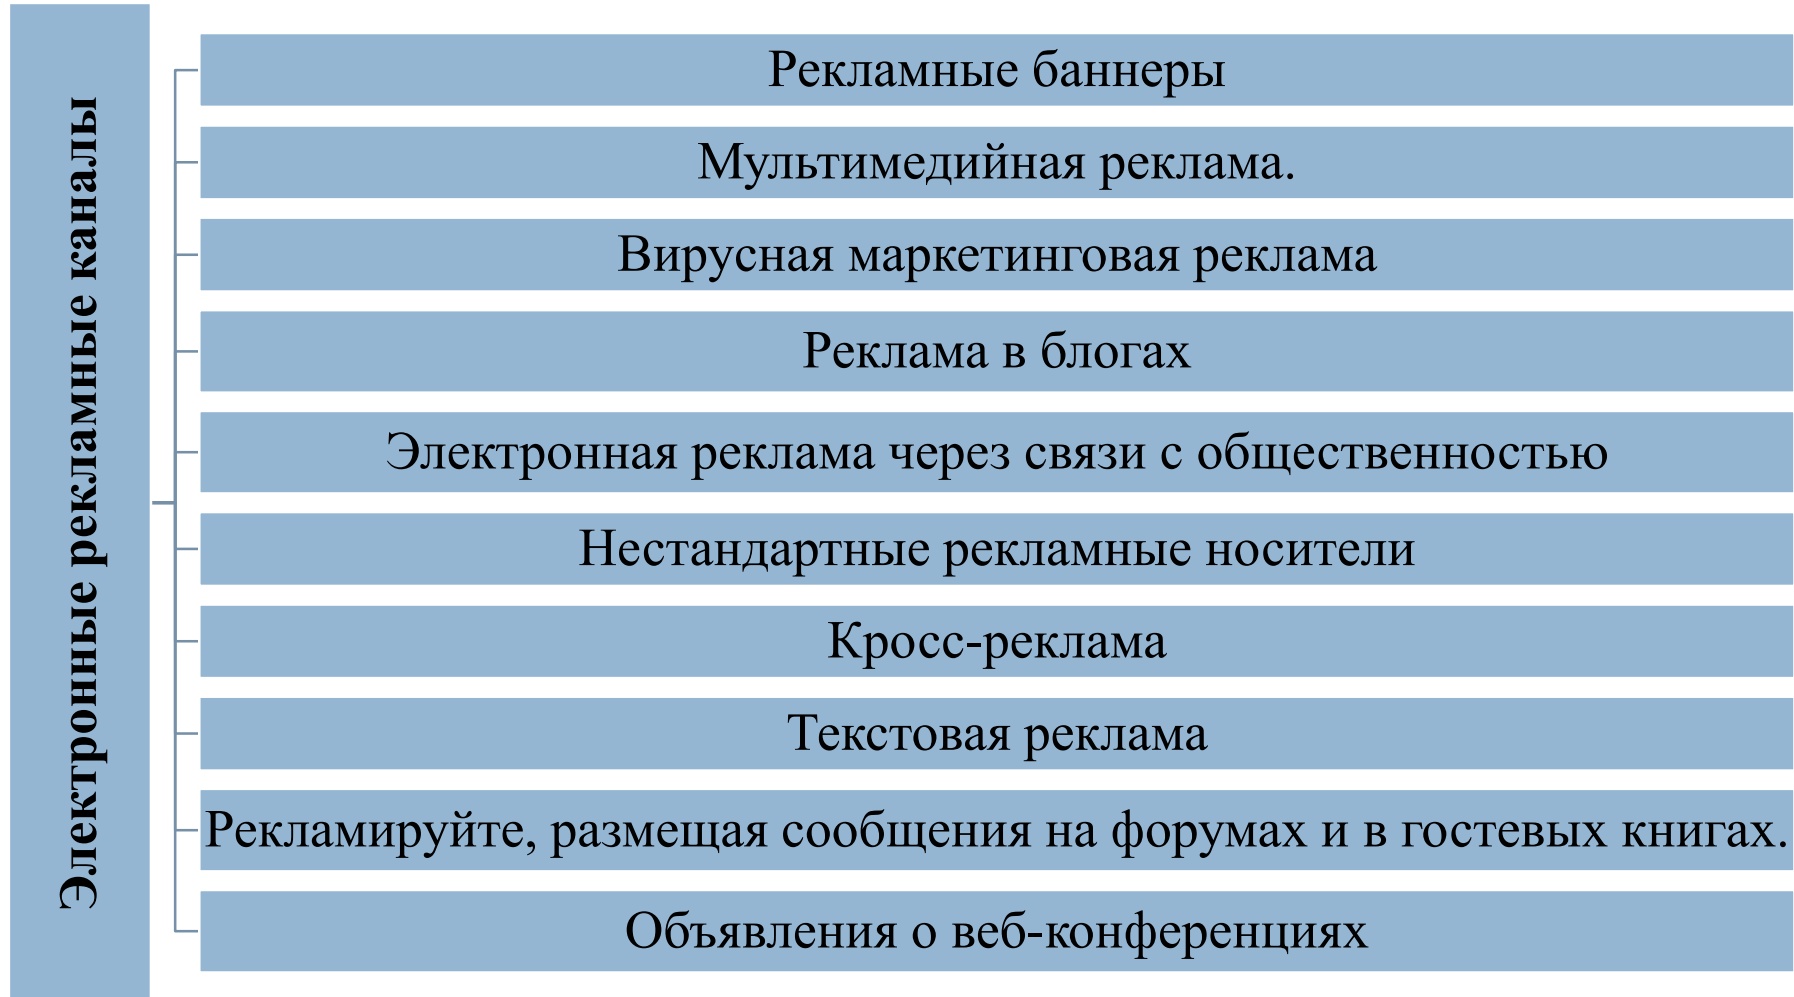 Электронные рекламные каналы
Рекламные баннеры
Мультимедийная реклама.
Вирусная маркетинговая реклама
Реклама в блогах
Электронная реклама через связи с общественностью
Нестандартные рекламные носители
Кросс-реклама
Текстовая реклама
Рекламируйте, размещая сообщения на форумах и в гостевых книгах.
Объявления о веб-конференциях